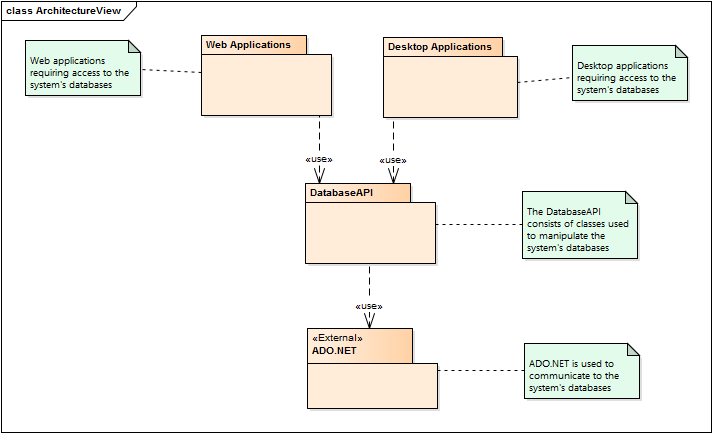 class ArchitectureView
Web applications
requiring access to the
system's databases
Web Applications
Desktop Applications
Desktop applications
requiring access to the
system's databases
«use»
«use»
DatabaseAPI
The DatabaseAPI
consists of classes used
to manipulate the
system's databases
«use»
«External»
ADO.NET
ADO.NET is used to
communicate to the
system's databases